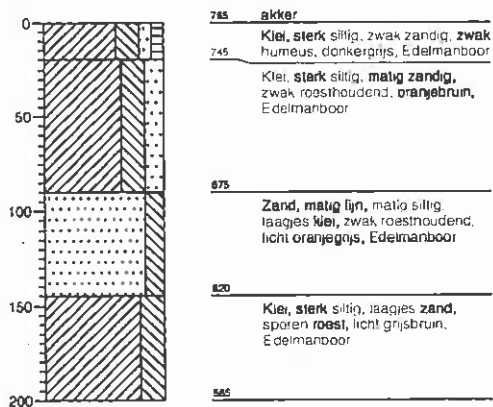 0
50
100
150
200
765 akker
Klei, sterk siltig, zwak zandig, zwak
humeus, donkergrijs, Edelmanboor
745
Klei, sterk siltig, matig zandig,
zwak roesthoudend, oranjebruin,
Edelmanboor
675
Zand, matig fijn, matig siltig,
laagjes klei, zwak roesthoudend,
licht oranjegrijs, Edelmanboor
620
Klei, sterk siltig, laagjes zand,
sporen roest, licht grijsbruin,
Edelmanboor
565